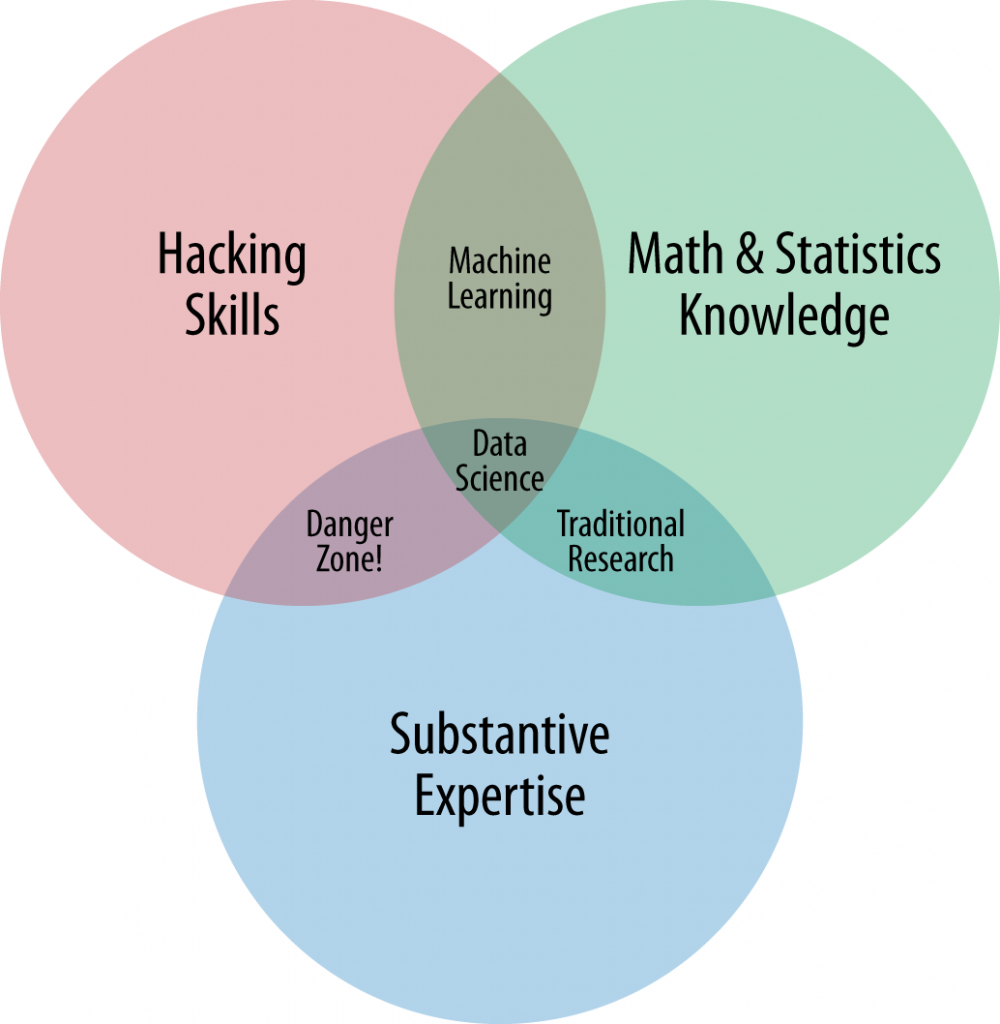 Hacking
Skills
Machine
Learning
Math & Statistics
Knowledge
Data
Science
Danger
Zone!
Traditional
Research
Substantive
Expertise